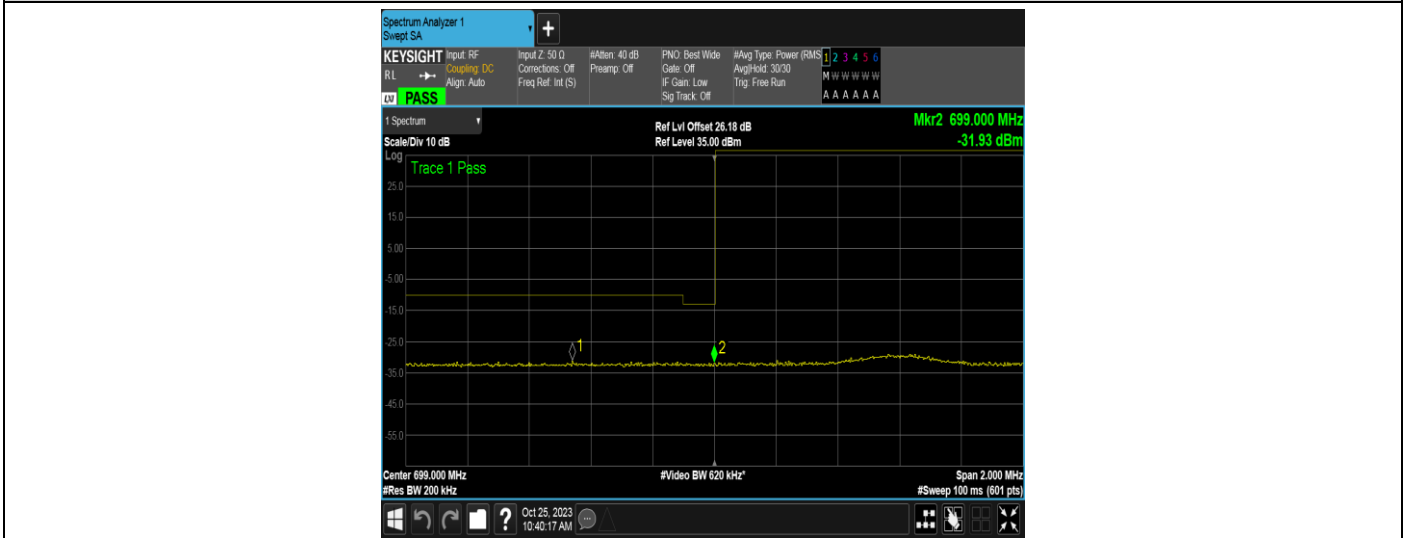 Spectrum Analyzer 1
Swept SA
+
KEYSIGHT Input: RF Input Z: 50 Ω #Atten: 40 dB PNO: Best Wide #Avg Type: Power (RMS 1 2 3 4 5 6
RL Coupling: DC Corrections: Off Preamp: Off Gate: Off Avg|Hold: 30/30 M W W W W W
Align: Auto Freq Ref: Int (S) IF Gain: Low Trig: Free Run
LXI PASS Sig Track: Off A A A A A A
1 Spectrum Ref Lvl Offset 26.18 dB Mkr2 699.000 MHz
Scale/Div 10 dB Ref Level 35.00 dBm -31.93 dBm
Log
Trace 1 Pass
25.0
15.0
5.00
-5.00
-15.0
-25.0
1 2
-35.0
-45.0
-55.0
Center 699.000 MHz #Video BW 620 kHz* Span 2.000 MHz
#Res BW 200 kHz #Sweep 100 ms (601 pts)
? Oct 25, 2023
10:40:17 AM